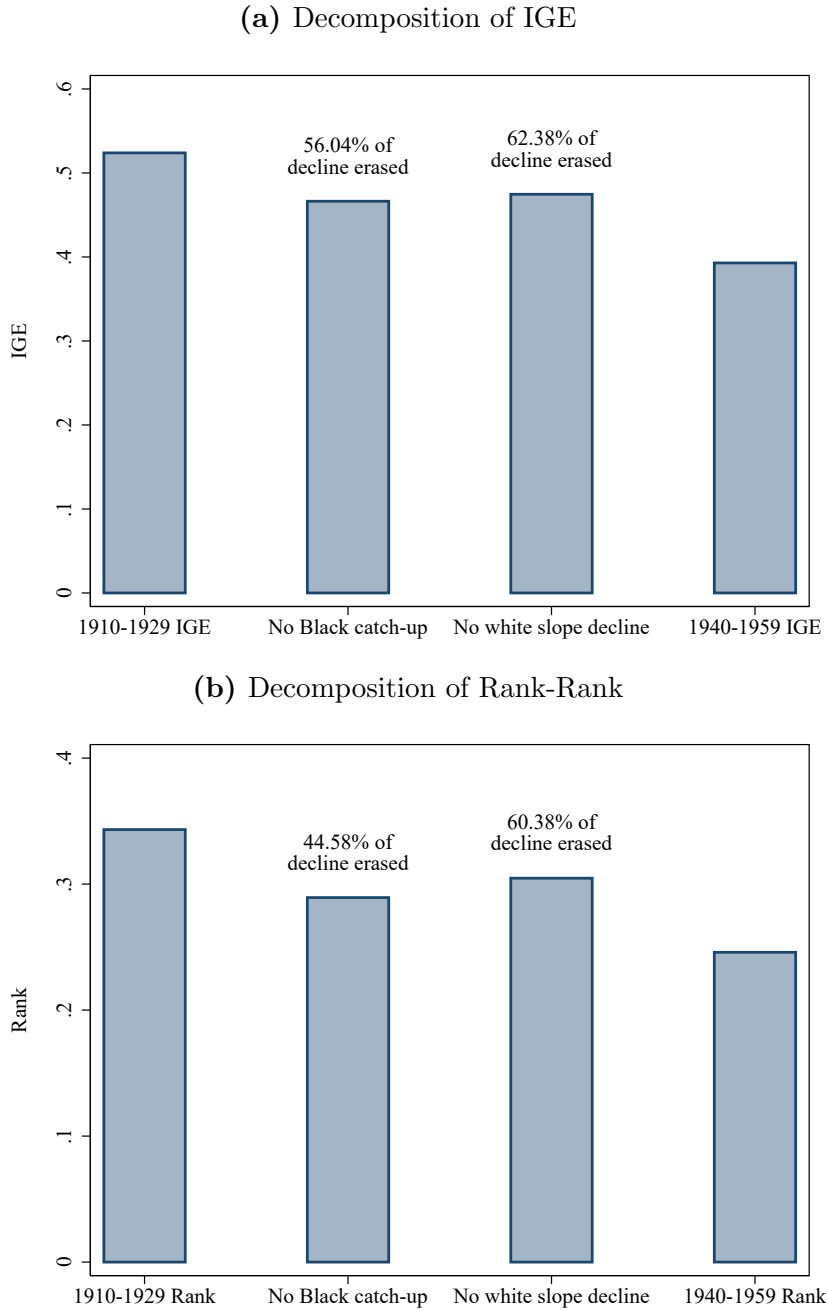 (a) Decomposition of IGE
.6
56.04% of
decline erased
62.38% of
decline erased
.5
.4
.3
.2
.1
0
IGE
1910-1929 IGE
No Black catch-up
No white slope decline
1940-1959 IGE
(b) Decomposition of Rank-Rank
.4
44.58% of
decline erased
60.38% of
decline erased
.3
.2
.1
0
Rank
1910-1929 Rank
No Black catch-up
No white slope decline
1940-1959 Rank